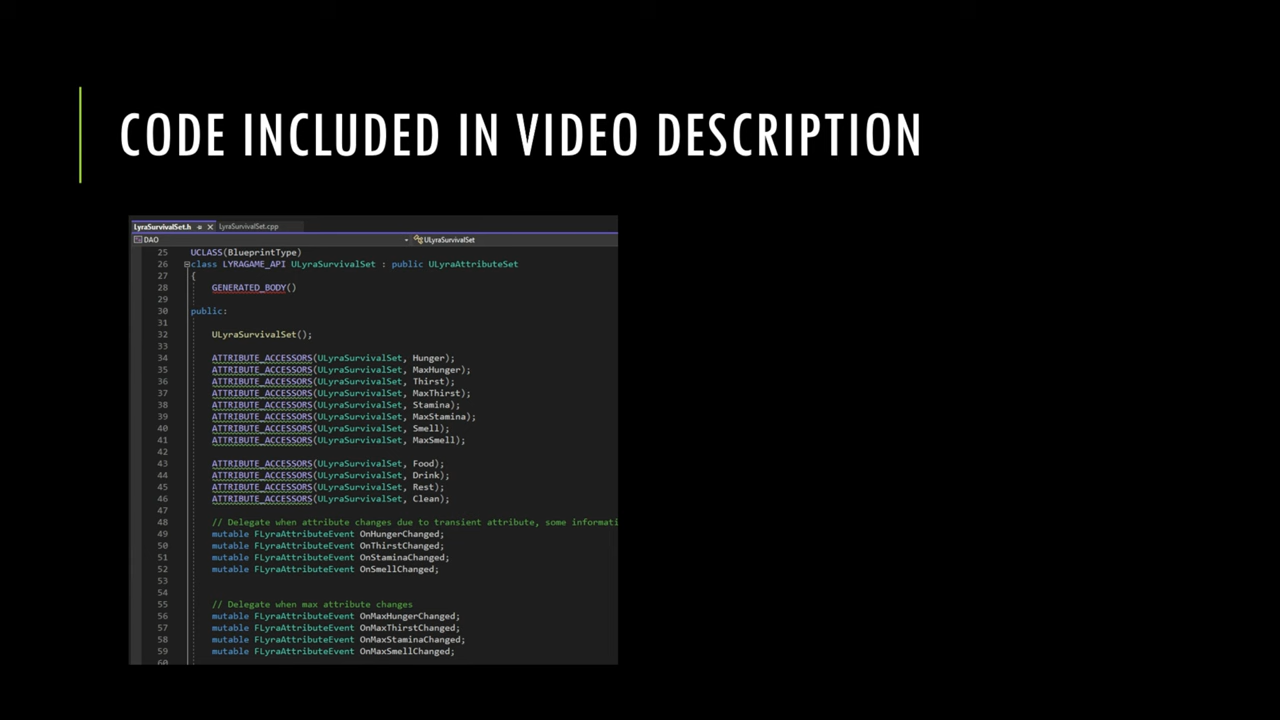 CODE INCLUDED IN VIDEO DESCRIPTION
LyraSurvivalSet.h LyraSurvivalSet.cpp
DAO ULyraSurvivalSet
25 UCLASS(BlueprintType)
26 class LYRAGAME_API ULyraSurvivalSet : public ULyraAttributeSet
27 {
28 GENERATED_BODY()
29
30 public:
31
32 ULyraSurvivalSet();
33
34 ATTRIBUTE_ACCESSORS(ULyraSurvivalSet, Hunger);
35 ATTRIBUTE_ACCESSORS(ULyraSurvivalSet, MaxHunger);
36 ATTRIBUTE_ACCESSORS(ULyraSurvivalSet, Thirst);
37 ATTRIBUTE_ACCESSORS(ULyraSurvivalSet, MaxThirst);
38 ATTRIBUTE_ACCESSORS(ULyraSurvivalSet, Stamina);
39 ATTRIBUTE_ACCESSORS(ULyraSurvivalSet, MaxStamina);
40 ATTRIBUTE_ACCESSORS(ULyraSurvivalSet, Smell);
41 ATTRIBUTE_ACCESSORS(ULyraSurvivalSet, MaxSmell);
42
43 ATTRIBUTE_ACCESSORS(ULyraSurvivalSet, Food);
44 ATTRIBUTE_ACCESSORS(ULyraSurvivalSet, Drink);
45 ATTRIBUTE_ACCESSORS(ULyraSurvivalSet, Rest);
46 ATTRIBUTE_ACCESSORS(ULyraSurvivalSet, Clean);
47
48 // Delegate when attribute changes due to transient attribute, some informati
49 mutable FLyraAttributeEvent OnHungerChanged;
50 mutable FLyraAttributeEvent OnThirstChanged;
51 mutable FLyraAttributeEvent OnStaminaChanged;
52 mutable FLyraAttributeEvent OnSmellChanged;
53
54
55 // Delegate when max attribute changes
56 mutable FLyraAttributeEvent OnMaxHungerChanged;
57 mutable FLyraAttributeEvent OnMaxThirstChanged;
58 mutable FLyraAttributeEvent OnMaxStaminaChanged;
59 mutable FLyraAttributeEvent OnMaxSmellChanged;
60